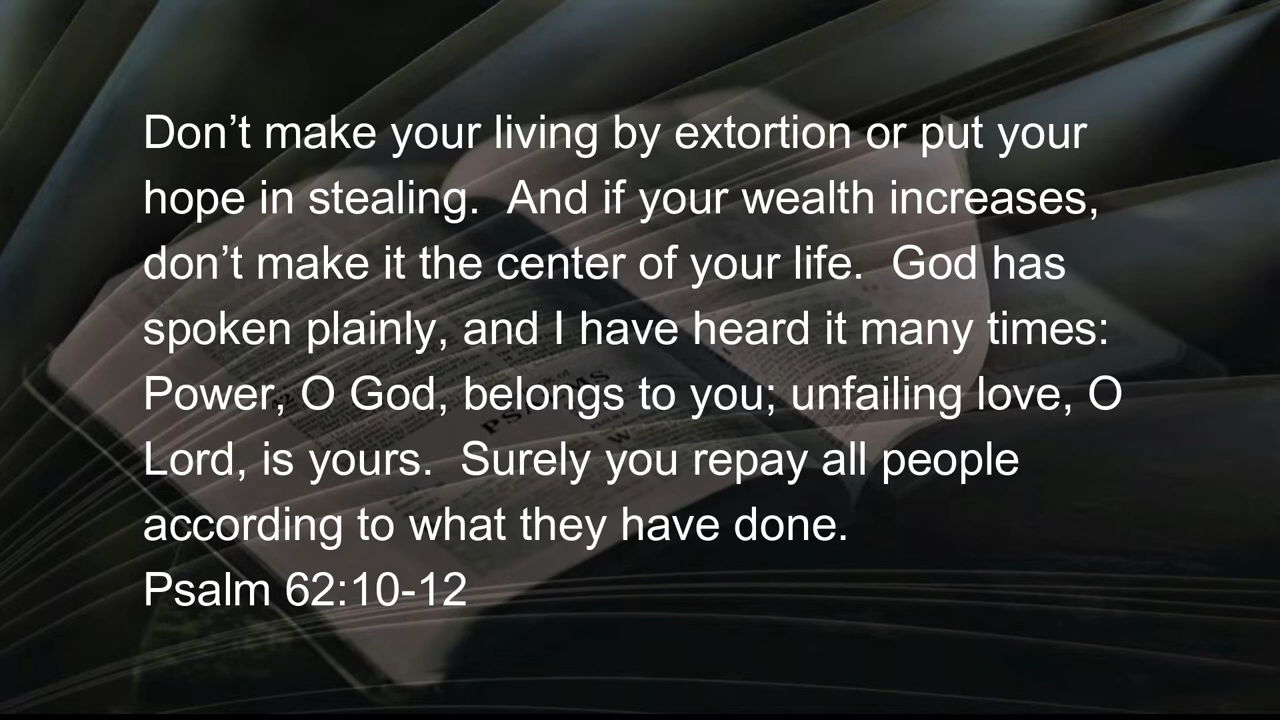 Don’t make your living by extortion or put your
hope in stealing.  And if your wealth increases,
don’t make it the center of your life.  God has
spoken plainly, and I have heard it many times:
Power, O God, belongs to you; unfailing love, O
Lord, is yours.  Surely you repay all people
according to what they have done.
Psalm 62:10-12
PSALMS